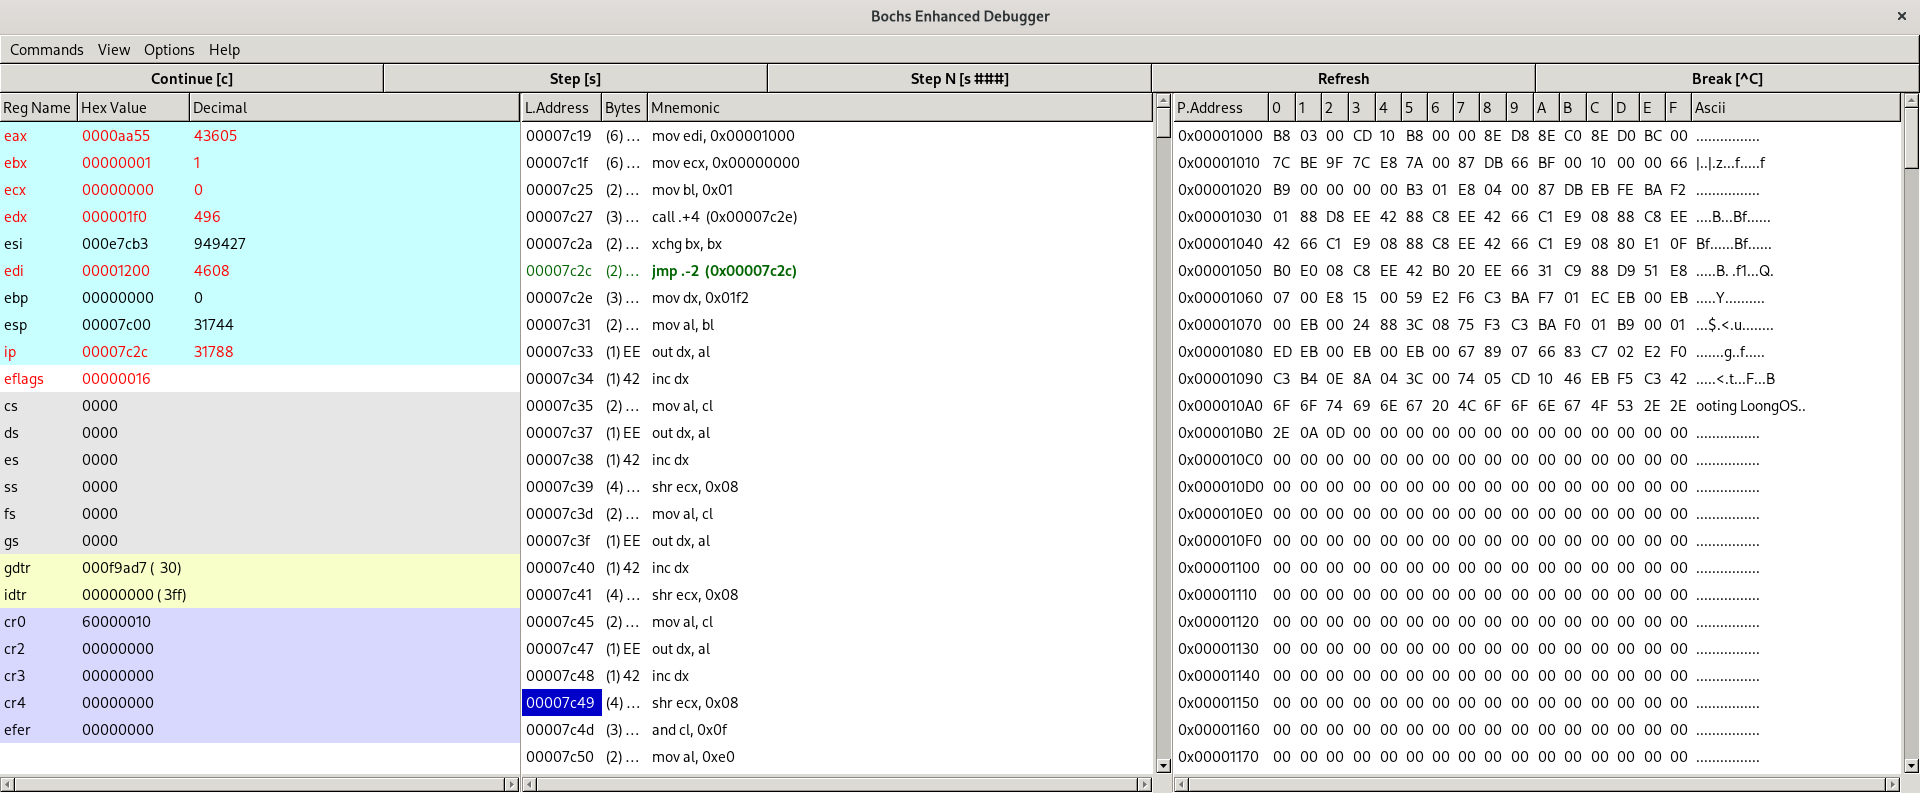 Bochs Enhanced Debugger ×
Commands View Options Help
Continue [c] Step [s] Step N [s ###] Refresh Break [^C]
Reg Name Hex Value Decimal L.Address Bytes Mnemonic P.Address 0 1 2 3 4 5 6 7 8 9 A B C D E F Ascii
eax 0000aa55 43605 00007c19 (6)... mov edi, 0x00001000 0x00001000 B8 03 00 CD 10 B8 00 00 8E D8 8E C0 8E D0 BC 00 ................
ebx 00000001 1 00007c1f (6)... mov ecx, 0x00000000 0x00001010 7C BE 9F 7C E8 7A 00 87 DB 66 BF 00 10 00 00 66 |..|.z...f.....f
ecx 00000000 0 00007c25 (2)... mov bl, 0x01 0x00001020 B9 00 00 00 00 B3 01 E8 04 00 87 DB EB FE BA F2 ................
edx 000001f0 496 00007c27 (3)... call .+4 (0x00007c2e) 0x00001030 01 88 D8 EE 42 88 C8 EE 42 66 C1 E9 08 88 C8 EE ....B...Bf......
esi 000e7cb3 949427 00007c2a (2)... xchg bx, bx 0x00001040 42 66 C1 E9 08 88 C8 EE 42 66 C1 E9 08 80 E1 0F Bf......Bf......
edi 00001200 4608 00007c2c (2)... jmp .-2 (0x00007c2c) 0x00001050 B0 E0 08 C8 EE 42 B0 20 EE 66 31 C9 88 D9 51 E8 .....B. .f1...Q.
ebp 00000000 0 00007c2e (3)... mov dx, 0x01f2 0x00001060 07 00 E8 15 00 59 E2 F6 C3 BA F7 01 EC EB 00 EB .....Y..........
esp 00007c00 31744 00007c31 (2)... mov al, bl 0x00001070 00 EB 00 24 88 3C 08 75 F3 C3 BA F0 01 B9 00 01 ...$.<.u........
ip 00007c2c 31788 00007c33 (1) EE out dx, al 0x00001080 ED EB 00 EB 00 EB 00 67 89 07 66 83 C7 02 E2 F0 .......g..f.....
eflags 00000016 00007c34 (1) 42 inc dx 0x00001090 C3 B4 0E 8A 04 3C 00 74 05 CD 10 46 EB F5 C3 42 .....<.t...F...B
cs 0000 00007c35 (2)... mov al, cl 0x000010A0 6F 6F 74 69 6E 67 20 4C 6F 6F 6E 67 4F 53 2E 2E ooting LoongOS..
ds 0000 00007c37 (1) EE out dx, al 0x000010B0 2E 0A 0D 00 00 00 00 00 00 00 00 00 00 00 00 00 ................
es 0000 00007c38 (1) 42 inc dx 0x000010C0 00 00 00 00 00 00 00 00 00 00 00 00 00 00 00 00 ................
ss 0000 00007c39 (4)... shr ecx, 0x08 0x000010D0 00 00 00 00 00 00 00 00 00 00 00 00 00 00 00 00 ................
fs 0000 00007c3d (2)... mov al, cl 0x000010E0 00 00 00 00 00 00 00 00 00 00 00 00 00 00 00 00 ................
gs 0000 00007c3f (1) EE out dx, al 0x000010F0 00 00 00 00 00 00 00 00 00 00 00 00 00 00 00 00 ................
gdtr 000f9ad7 ( 30) 00007c40 (1) 42 inc dx 0x00001100 00 00 00 00 00 00 00 00 00 00 00 00 00 00 00 00 ................
idtr 00000000 ( 3ff) 00007c41 (4)... shr ecx, 0x08 0x00001110 00 00 00 00 00 00 00 00 00 00 00 00 00 00 00 00 ................
cr0 60000010 00007c45 (2)... mov al, cl 0x00001120 00 00 00 00 00 00 00 00 00 00 00 00 00 00 00 00 ................
cr2 00000000 00007c47 (1) EE out dx, al 0x00001130 00 00 00 00 00 00 00 00 00 00 00 00 00 00 00 00 ................
cr3 00000000 00007c48 (1) 42 inc dx 0x00001140 00 00 00 00 00 00 00 00 00 00 00 00 00 00 00 00 ................
cr4 00000000 00007c49 (4)... shr ecx, 0x08 0x00001150 00 00 00 00 00 00 00 00 00 00 00 00 00 00 00 00 ................
efer 00000000 00007c4d (3)... and cl, 0x0f 0x00001160 00 00 00 00 00 00 00 00 00 00 00 00 00 00 00 00 ................
00007c50 (2)... mov al, 0xe0 0x00001170 00 00 00 00 00 00 00 00 00 00 00 00 00 00 00 00 ................